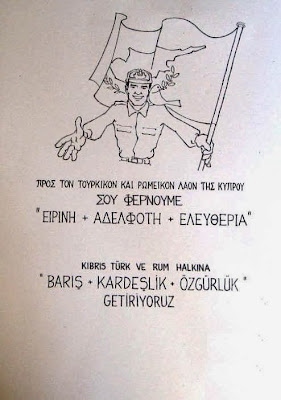 ΠΡΟΣ ΤΟΝ ΤΟΥΡΚΙΚΟΝ ΚΑΙ ΡΩΜΕΙΚΟΝ ΛΑΟΝ ΤΗΣ ΚΥΠΡΟΥ
ΣΟΥ ΦΕΡΝΟΥΜΕ
"ΕΙΡΙΝΗ + ΑΔΕΛΦΟΤΗ + ΕΛΕΥΘΕΡΙΑ"
KIBRIS TÜRK VE RUM HALKINA
"BARIŞ + KARDEŞLİK + ÖZGÜRLÜK"
GETİRİYORUZ